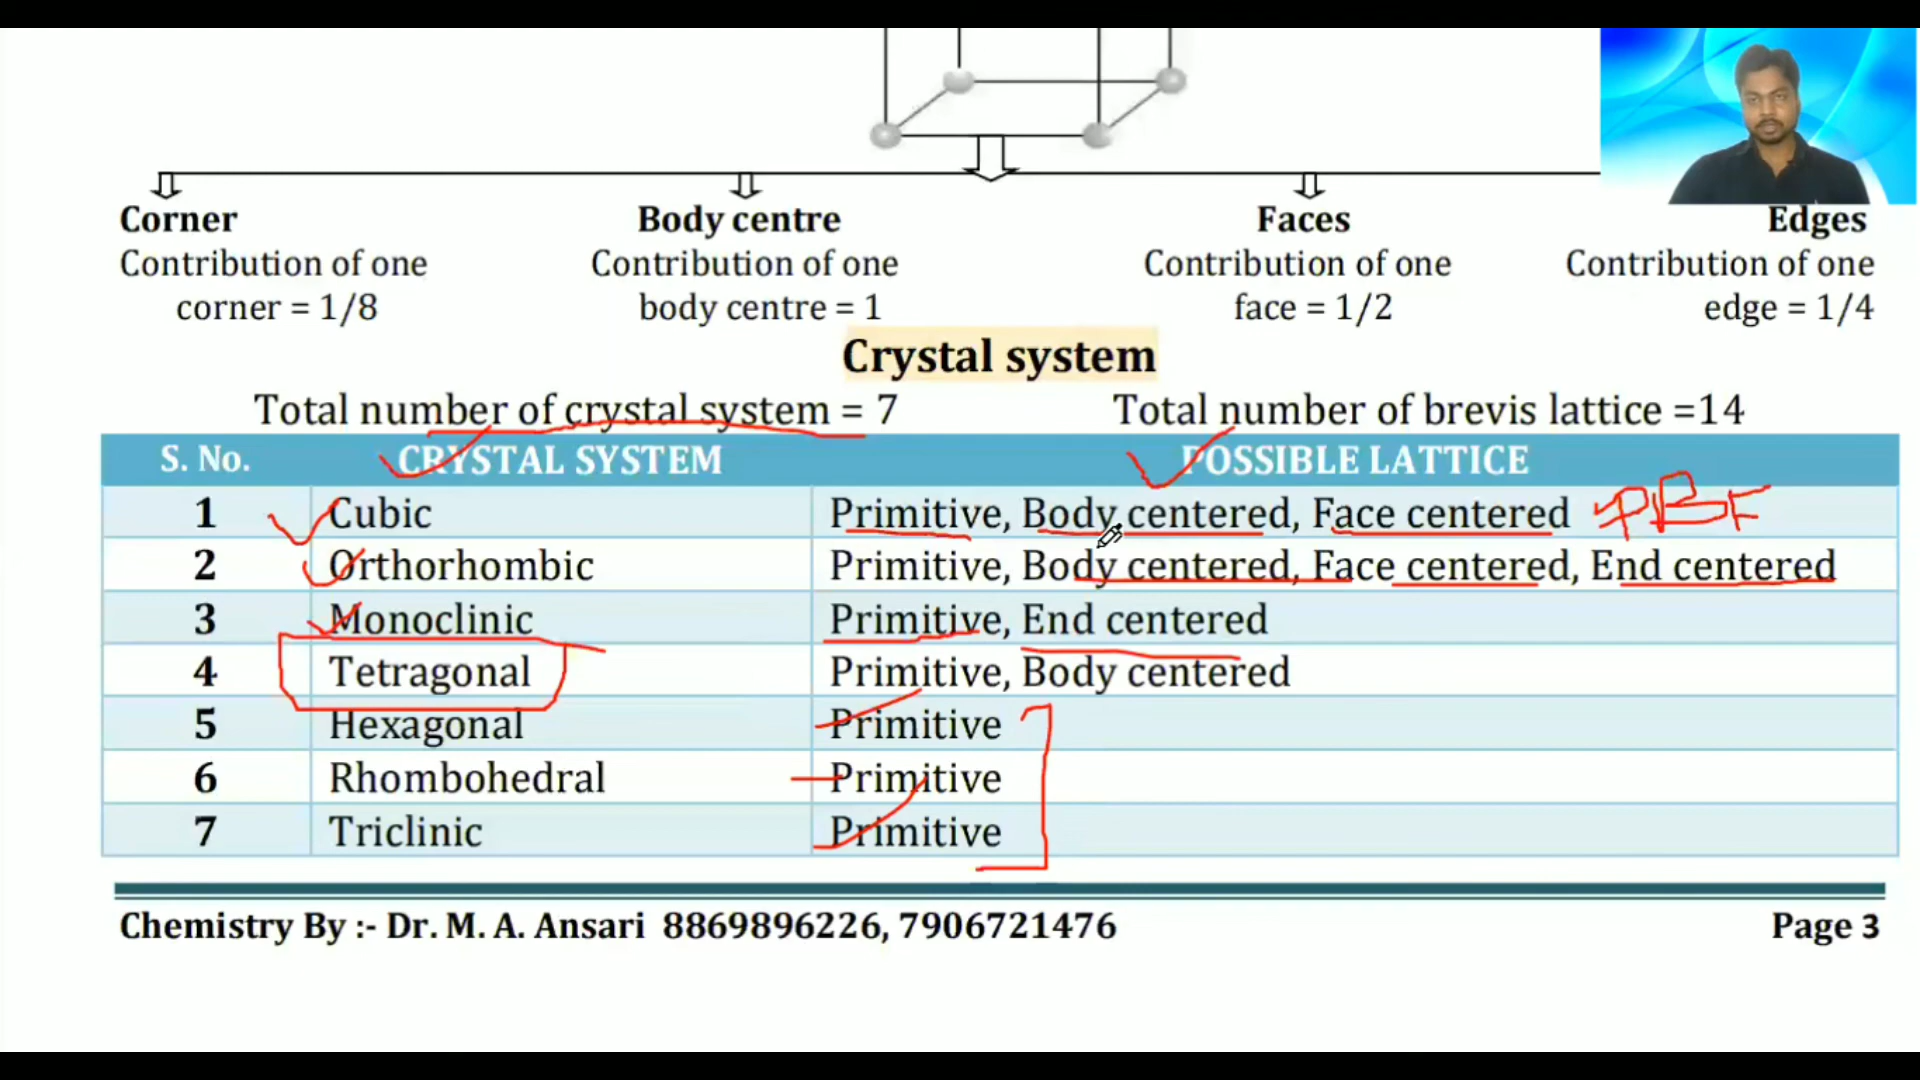 Corner
Body centre
Faces
Edges
Contribution of one
corner = 1/8
Contribution of one
body centre = 1
Contribution of one
face = 1/2
Contribution of one
edge = 1/4
Crystal system
Total number of crystal system = 7
Total number of brevis lattice =14
S. No. CRYSTAL SYSTEM POSSIBLE LATTICE
1 Cubic Primitive, Body centered, Face centered PBF
2 Orthorhombic Primitive, Body centered, Face centered, End centered
3 Monoclinic Primitive, End centered
4 Tetragonal Primitive, Body centered
5 Hexagonal Primitive
6 Rhombohedral Primitive
7 Triclinic Primitive
Chemistry By :- Dr. M. A. Ansari 8869896226, 7906721476
Page 3